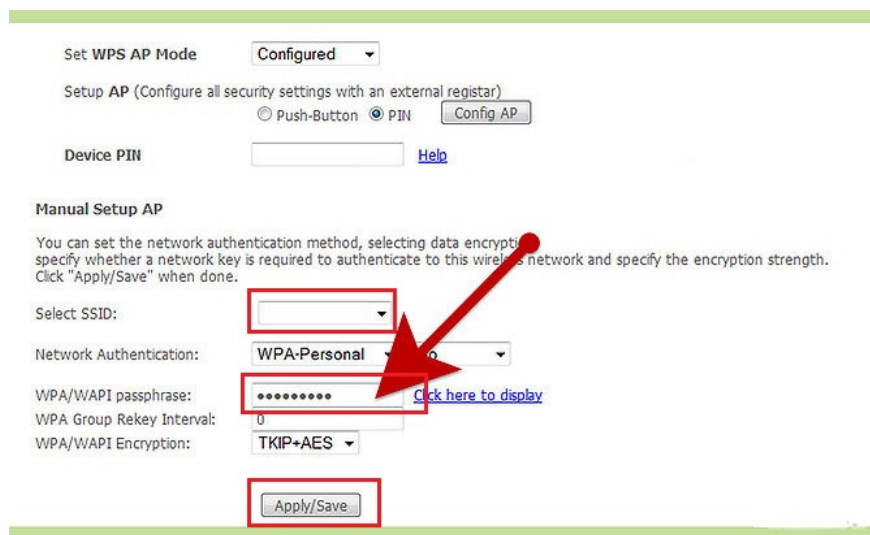 Set WPS AP Mode Configured
Setup AP (Configure all security settings with an external registar)
Push-Button PIN Config AP
Device PIN Help
Manual Setup AP
You can set the network authentication method, selecting data
specify whether a network key is required to authenticate to this wireless network and specify the encryption strength.
Click "Apply/Save" when done.
Select SSID:
Network Authentication: WPA-Personal
WPA/WAPI passphrase: ●●●●●●●●● Click here to display
WPA Group Rekey Interval: 0
WPA/WAPI Encryption: TKIP+AES
Apply/Save